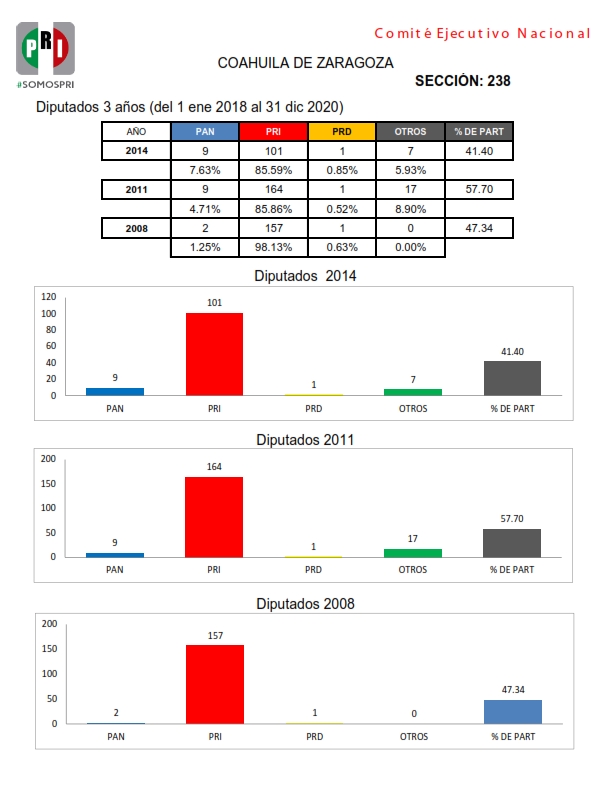 Comité Ejecutivo Nacional
PRI
#SOMOSPRI
COAHUILA DE ZARAGOZA
SECCIÓN: 238
Diputados 3 años (del 1 ene 2018 al 31 dic 2020)
AÑO PAN PRI PRD OTROS % DE PART
2014 9 101 1 7 41.40
7.63% 85.59% 0.85% 5.93%
2011 9 164 1 17 57.70
4.71% 85.86% 0.52% 8.90%
2008 2 157 1 0 47.34
1.25% 98.13% 0.63% 0.00%
Diputados 2014
120
100
80
60
40
20
0
9 101 1 7 41.40
PAN PRI PRD OTROS % DE PART
Diputados 2011
200
150
100
50
0
9 164 1 17 57.70
PAN PRI PRD OTROS % DE PART
Diputados 2008
200
150
100
50
0
2 157 1 0 47.34
PAN PRI PRD OTROS % DE PART